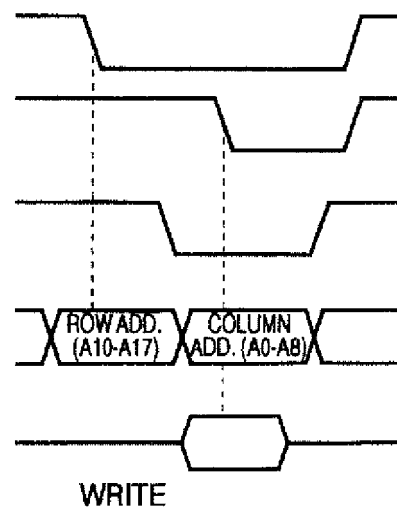 ROW ADD.
(A10-A17)
COLUMN
ADD. (A0-A8)
WRITE